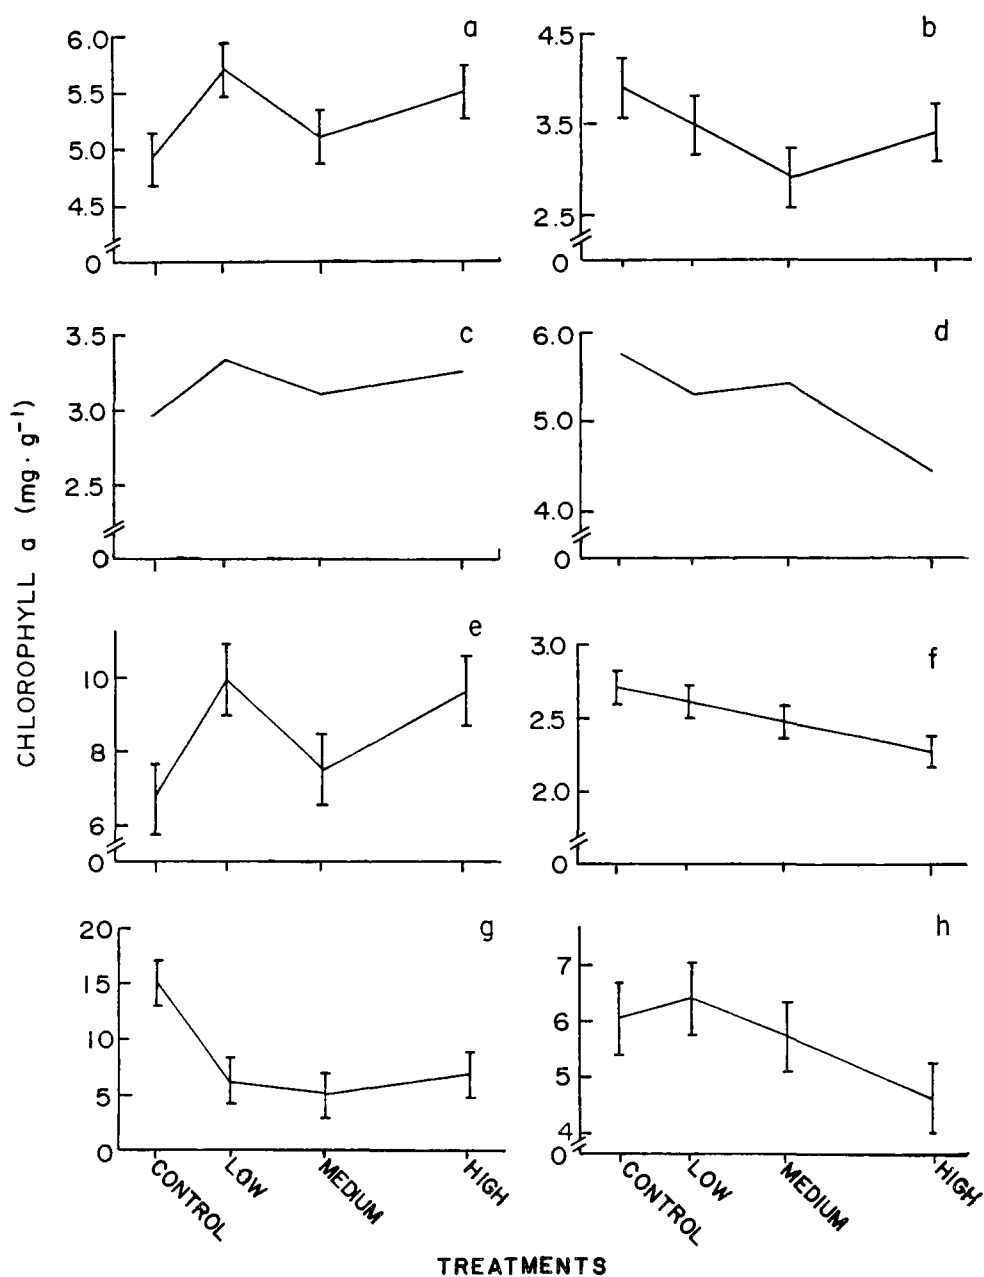 a
6.0
5.5
5.0
4.5
0
b
4.5
3.5
2.5
0
c
3.5
3.0
2.5
0
d
6.0
5.0
4.0
0
e
10
8
6
0
f
3.0
2.5
2.0
0
g
20
15
10
5
0
h
7
6
5
4
0
CHLOROPHYLL a (mg · g⁻¹)
CONTROL
LOW
MEDIUM
HIGH
CONTROL
LOW
MEDIUM
HIGH
TREATMENTS